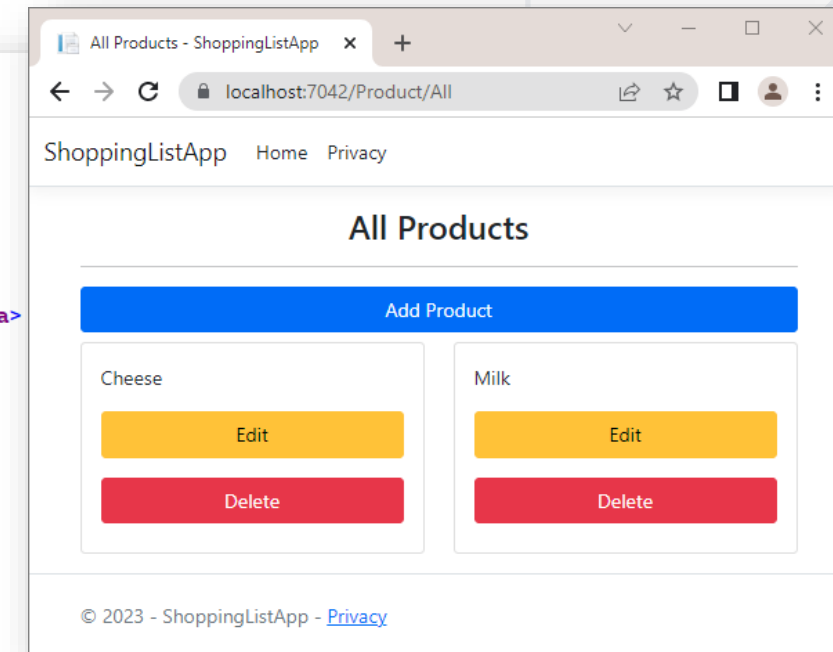 All Products - ShoppingListApp
localhost:7042/Product/All
ShoppingListApp Home Privacy
All Products
a>
Add Product
Cheese Milk
Edit Edit
Delete Delete
© 2023 - ShoppingListApp - Privacy